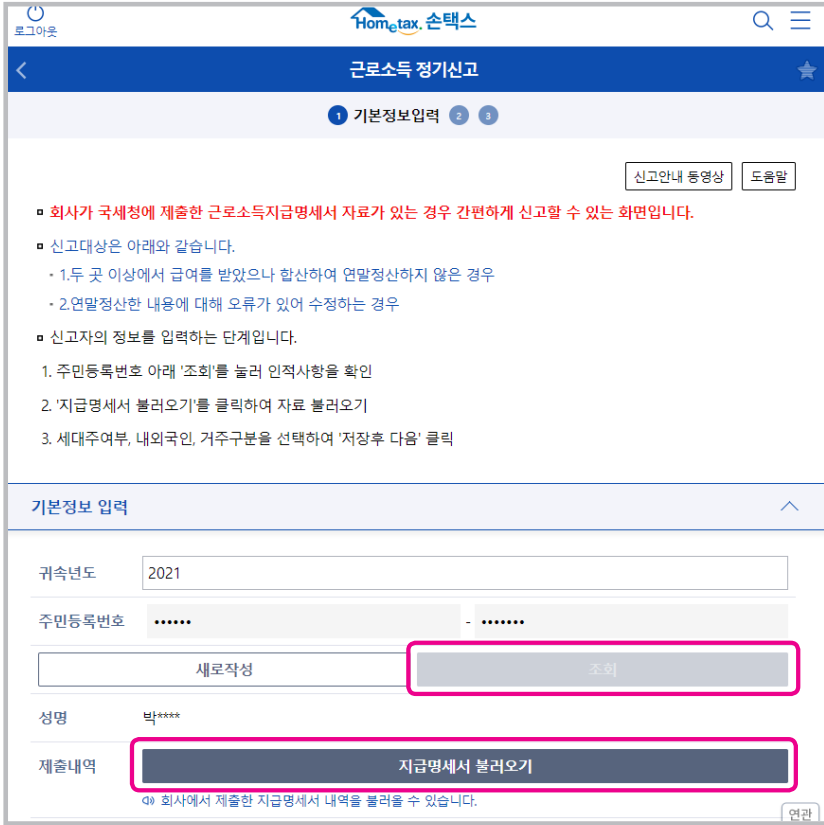 로그아웃
Hometax. 손택스
근로소득 정기신고
1 기본정보입력 2 3
신고안내 동영상 도움말
회사가 국세청에 제출한 근로소득지급명세서 자료가 있는 경우 간편하게 신고할 수 있는 화면입니다.
신고대상은 아래와 같습니다.
1.두 곳 이상에서 급여를 받았으나 합산하여 연말정산하지 않은 경우
2.연말정산한 내용에 대해 오류가 있어 수정하는 경우
신고자의 정보를 입력하는 단계입니다.
1. 주민등록번호 아래 '조회'를 눌러 인적사항을 확인
2. '지급명세서 불러오기'를 클릭하여 자료 불러오기
3. 세대주여부, 내외국인, 거주구분을 선택하여 '저장후 다음' 클릭
기본정보 입력
귀속년도 2021
주민등록번호 •••••• - •••••••
새로작성 조회
성명 박****
제출내역 지급명세서 불러오기
회사에서 제출한 지급명세서 내역을 불러올 수 있습니다.
연관